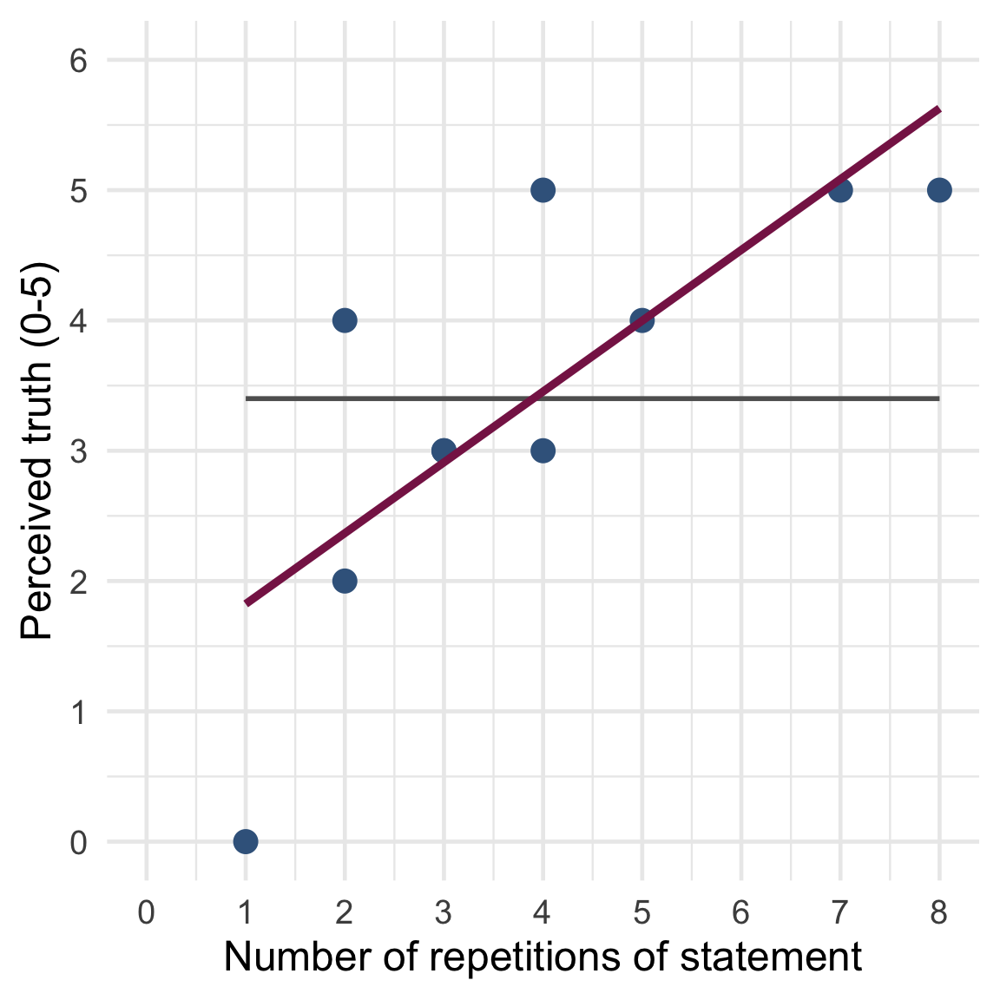 Perceived truth (0-5)
6
5
4
3
2
1
0
0 1 2 3 4 5 6 7 8
Number of repetitions of statement